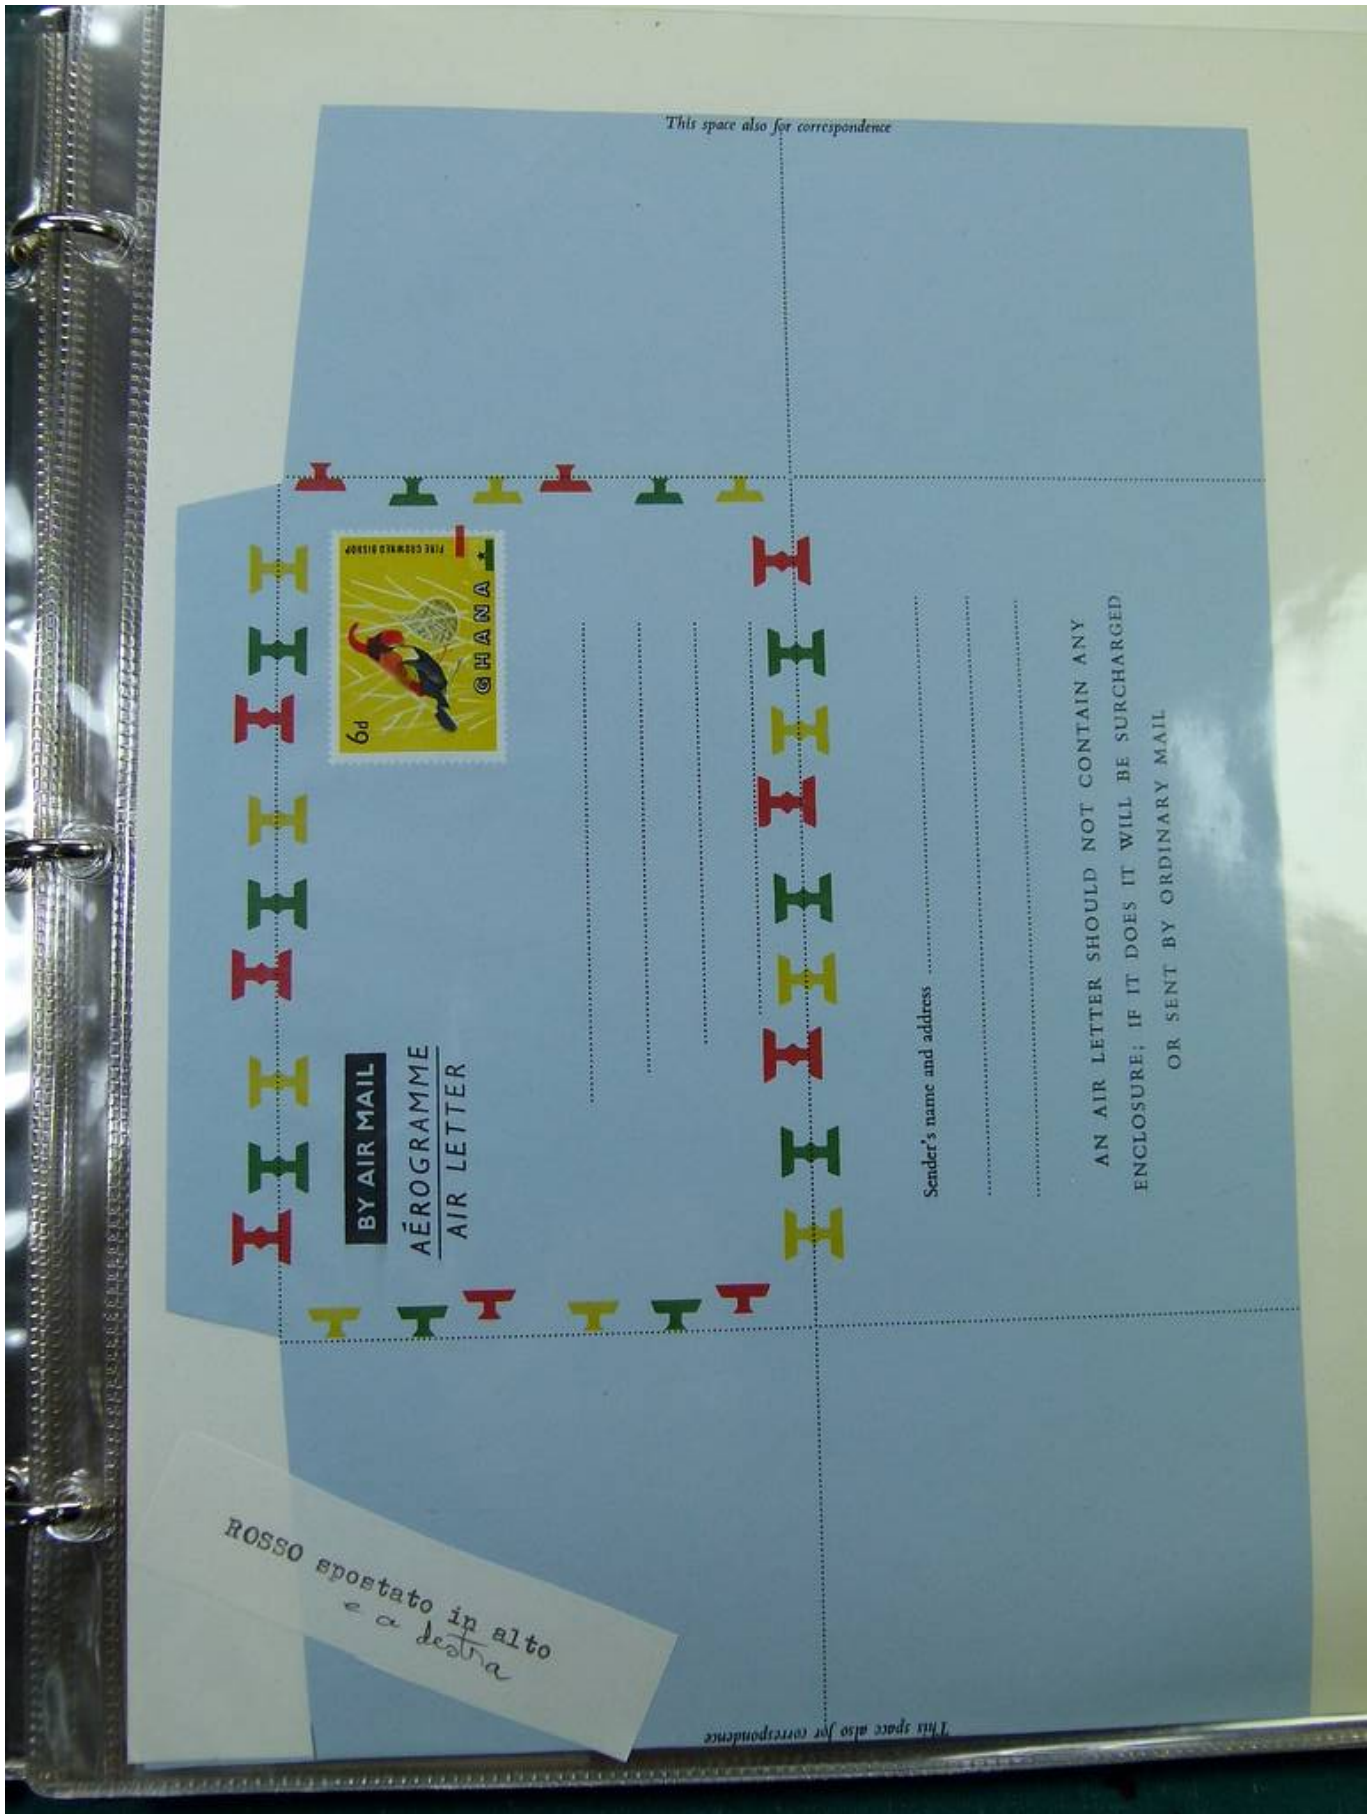 This space also for correspondence
FIRE CROWNED BISHOP
GHANA
6d
BY AIR MAIL
AÉROGRAMME
AIR LETTER
Sender's name and address
AN AIR LETTER SHOULD NOT CONTAIN ANY
ENCLOSURE; IF IT DOES IT WILL BE SURCHARGED
OR SENT BY ORDINARY MAIL
ROSSO spostato in alto
e a destra
This space also for correspondence